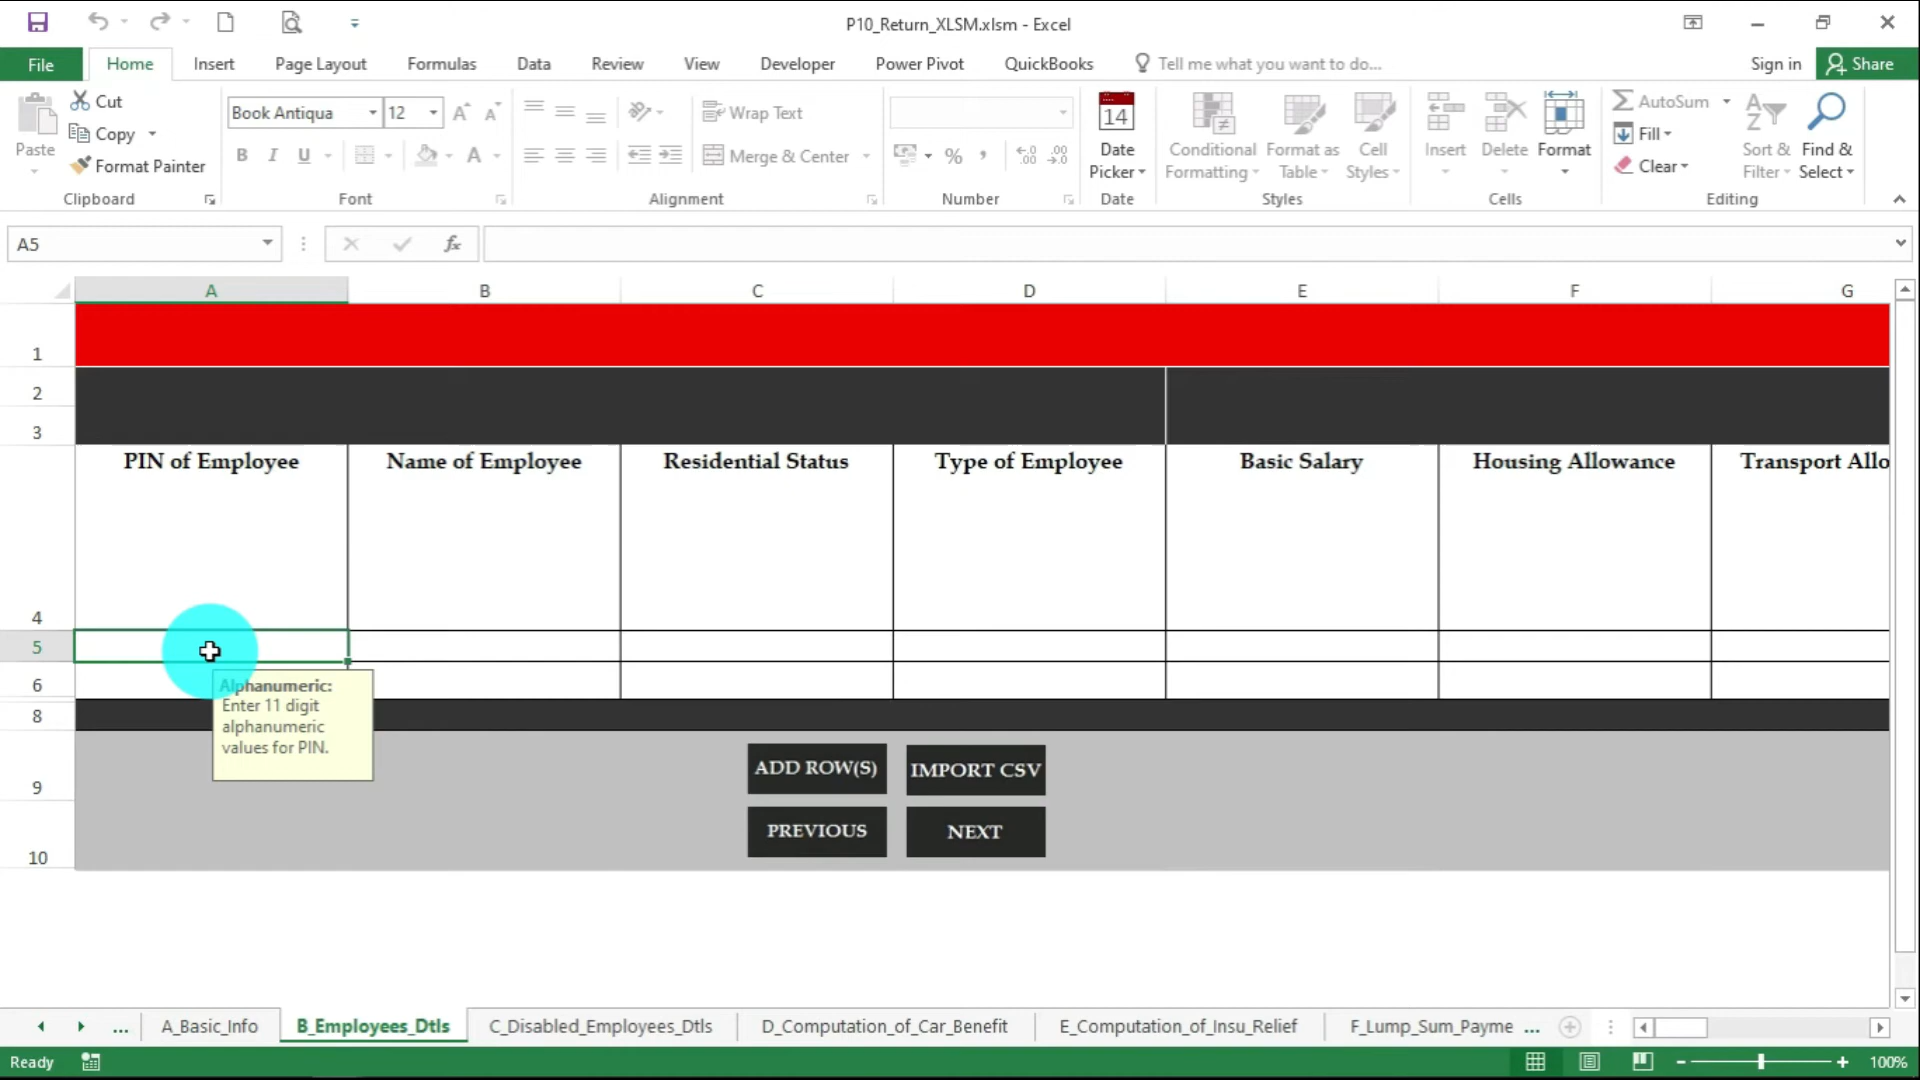 P10_Return_XLSM.xlsm - Excel
File
Home
Insert
Page Layout
Formulas
Data
Review
View
Developer
Power Pivot
QuickBooks
Tell me what you want to do...
Sign in
Share
Paste
Cut
Copy
Format Painter
Clipboard
Book Antiqua
12
B
I
U
Font
Wrap Text
Merge & Center
Alignment
%
Number
14
Date
Picker
Date
Conditional
Formatting
Format as
Table
Cell
Styles
Styles
Insert
Delete
Format
Cells
AutoSum
Fill
Clear
Sort &
Filter
Find &
Select
Editing
A5
fx
A
B
C
D
E
F
G
1
2
3
PIN of Employee
Name of Employee
Residential Status
Type of Employee
Basic Salary
Housing Allowance
Transport Allo
4
5
6
8
9
10
Alphanumeric:
Enter 11 digit
alphanumeric
values for PIN.
ADD ROW(S)
IMPORT CSV
PREVIOUS
NEXT
...
A_Basic_Info
B_Employees_Dtls
C_Disabled_Employees_Dtls
D_Computation_of_Car_Benefit
E_Computation_of_Insu_Relief
F_Lump_Sum_Payme ...
Ready
100%